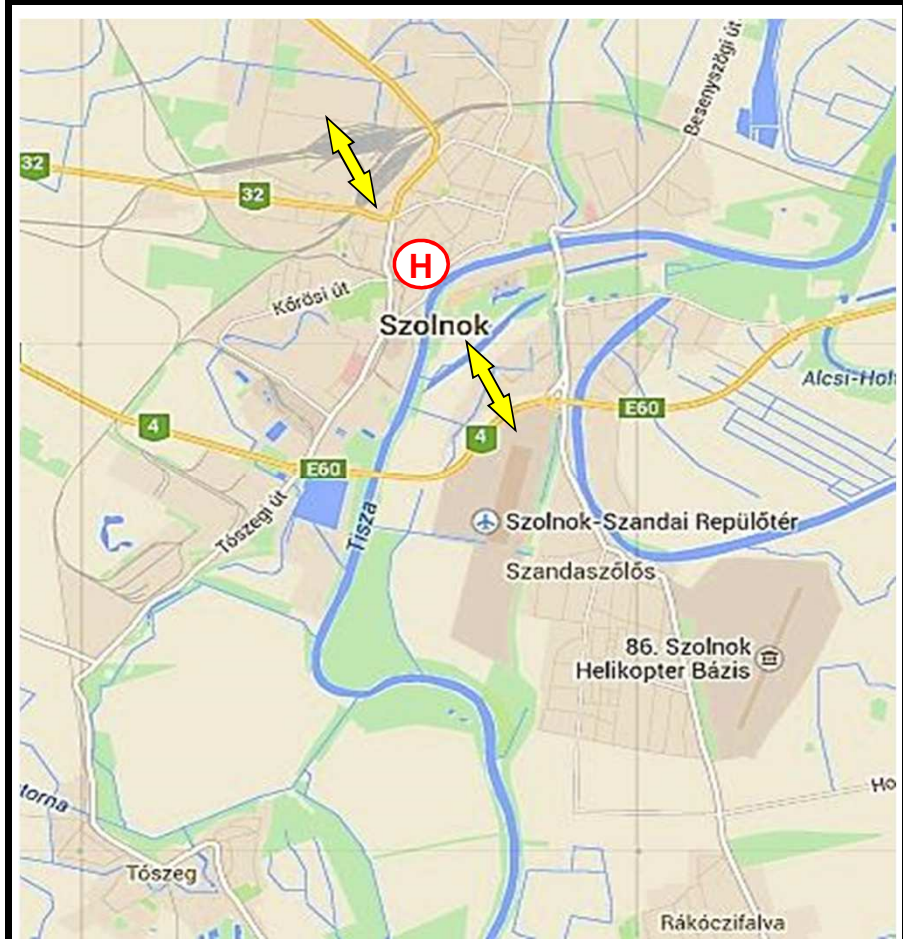 Besenyszögi út
32
32
H
Kőrösi út
Szolnok
Alcsi-Holt
E60
4
4
E60
Tószegi út
Tisza
Szolnok-Szandai Repülőtér
Szandaszőlős
86. Szolnok
Helikopter Bázis
Ho
torna
Tószeg
Rákóczifalva